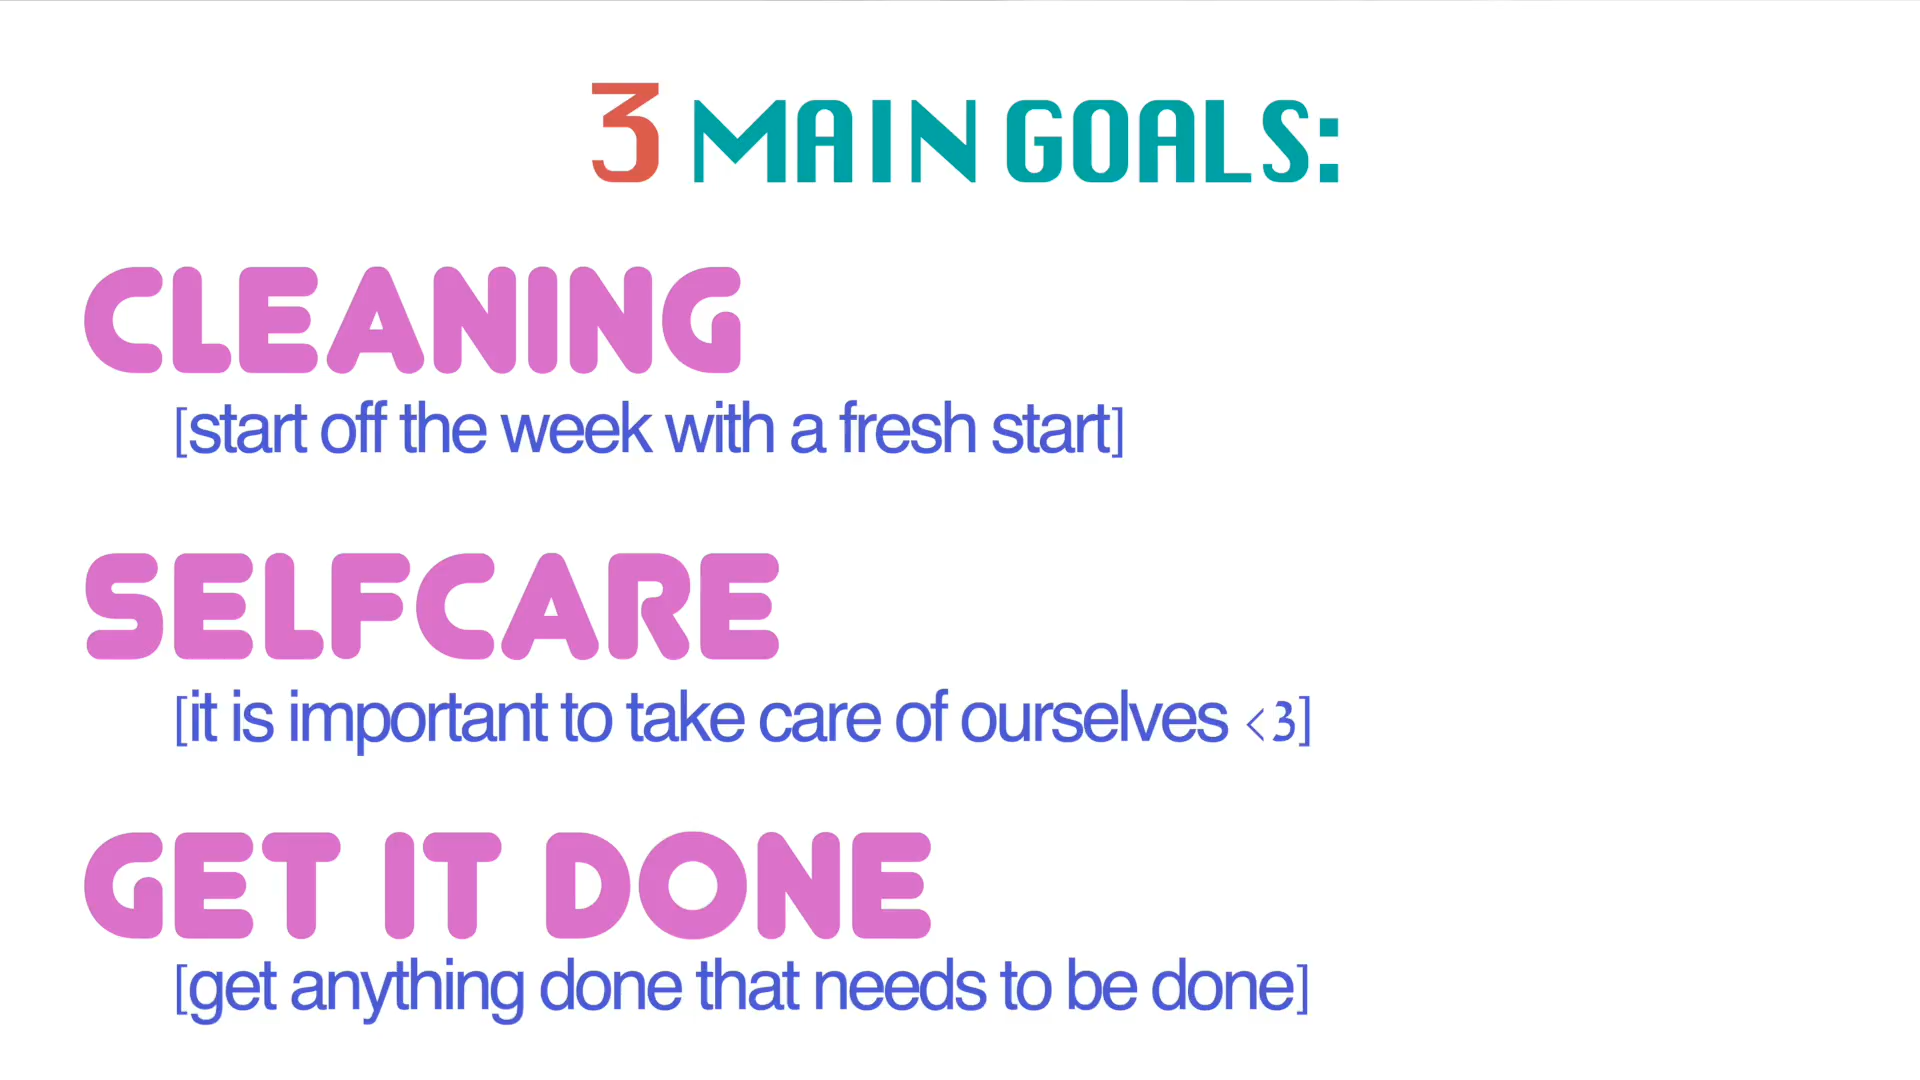 3 MAIN GOALS:
CLEANING
[start off the week with a fresh start]
SELFCARE
[it is important to take care of ourselves <3]
GET IT DONE
[get anything done that needs to be done]